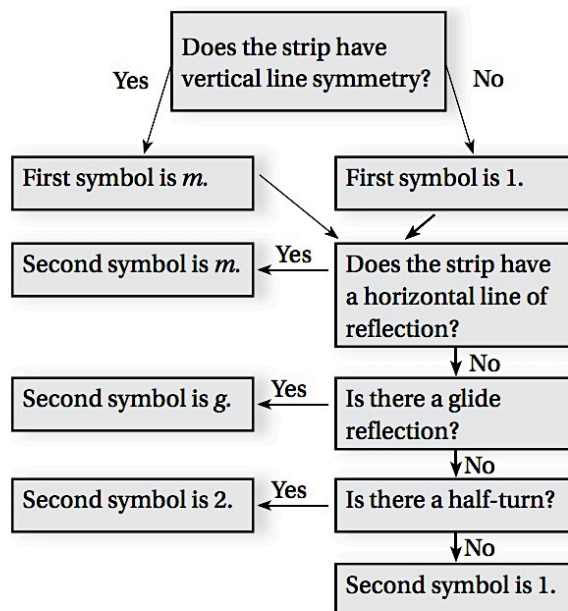 Does the strip have
vertical line symmetry?
Yes
No
First symbol is m.
First symbol is 1.
Second symbol is m.
Yes
Does the strip have
a horizontal line of
reflection?
No
Second symbol is g.
Yes
Is there a glide
reflection?
No
Second symbol is 2.
Yes
Is there a half-turn?
No
Second symbol is 1.